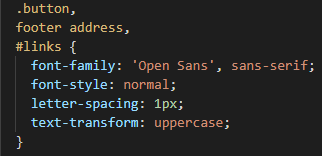 .button,
footer address,
#links {
  font-family: 'Open Sans', sans-serif;
  font-style: normal;
  letter-spacing: 1px;
  text-transform: uppercase;
}